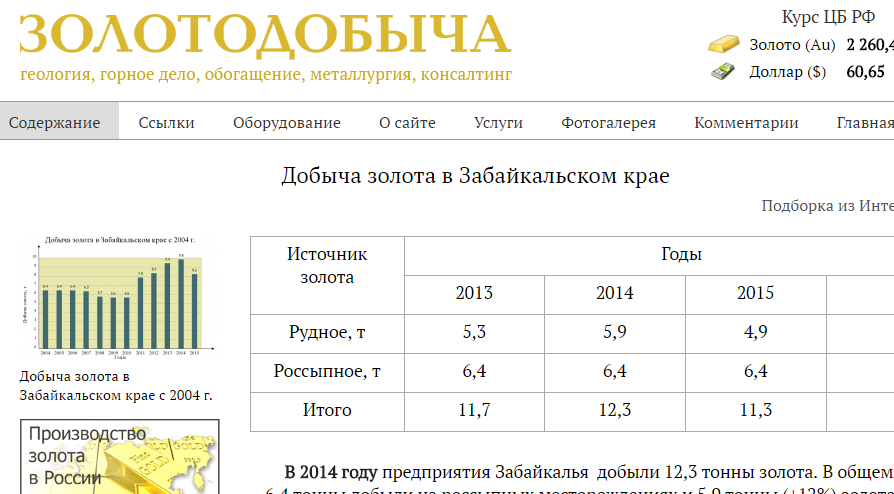 ЗОЛОТОДОБЫЧА
геология, горное дело, обогащение, металлургия, консалтинг
Курс ЦБ РФ
Золото (Au) 2 260,4
Доллар ($) 60,65
Содержание Ссылки Оборудование О сайте Услуги Фотогалерея Комментарии Главная
Добыча золота в Забайкальском крае
Подборка из Инте
Добыча золота в Забайкальском крае с 2004 г.
2004 2005 2006 2007 2008 2009 2010 2011 2012 2013 2014 2015
Годы
Добыча золота в
Забайкальском крае с 2004 г.
Производство
золота
в России
Источник золота Годы
2013 2014 2015
Рудное, т 5,3 5,9 4,9
Россыпное, т 6,4 6,4 6,4
Итого 11,7 12,3 11,3
В 2014 году предприятия Забайкалья добыли 12,3 тонны золота. В общем